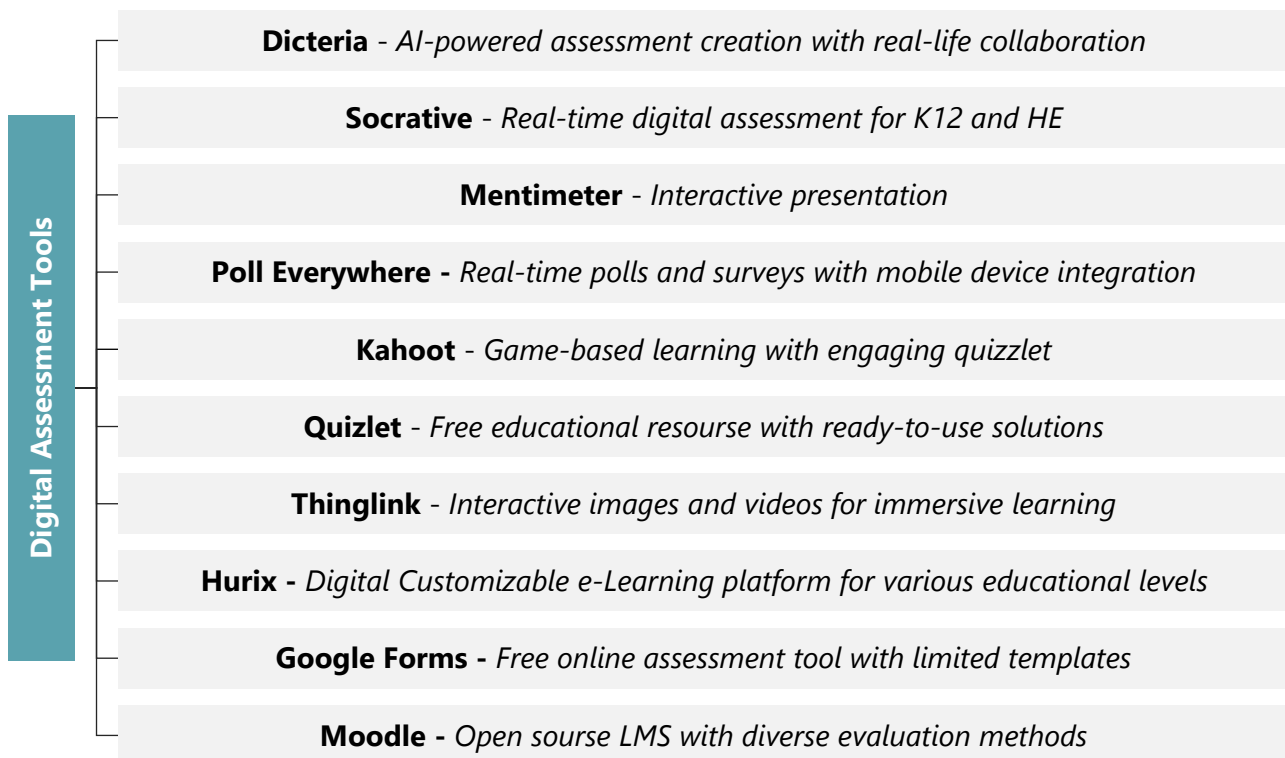 Digital Assessment Tools
Dicteria - AI-powered assessment creation with real-life collaboration
Socrative - Real-time digital assessment for K12 and HE
Mentimeter - Interactive presentation
Poll Everywhere - Real-time polls and surveys with mobile device integration
Kahoot - Game-based learning with engaging quizzlet
Quizlet - Free educational resourse with ready-to-use solutions
Thinglink - Interactive images and videos for immersive learning
Hurix - Digital Customizable e-Learning platform for various educational levels
Google Forms - Free online assessment tool with limited templates
Moodle - Open sourse LMS with diverse evaluation methods